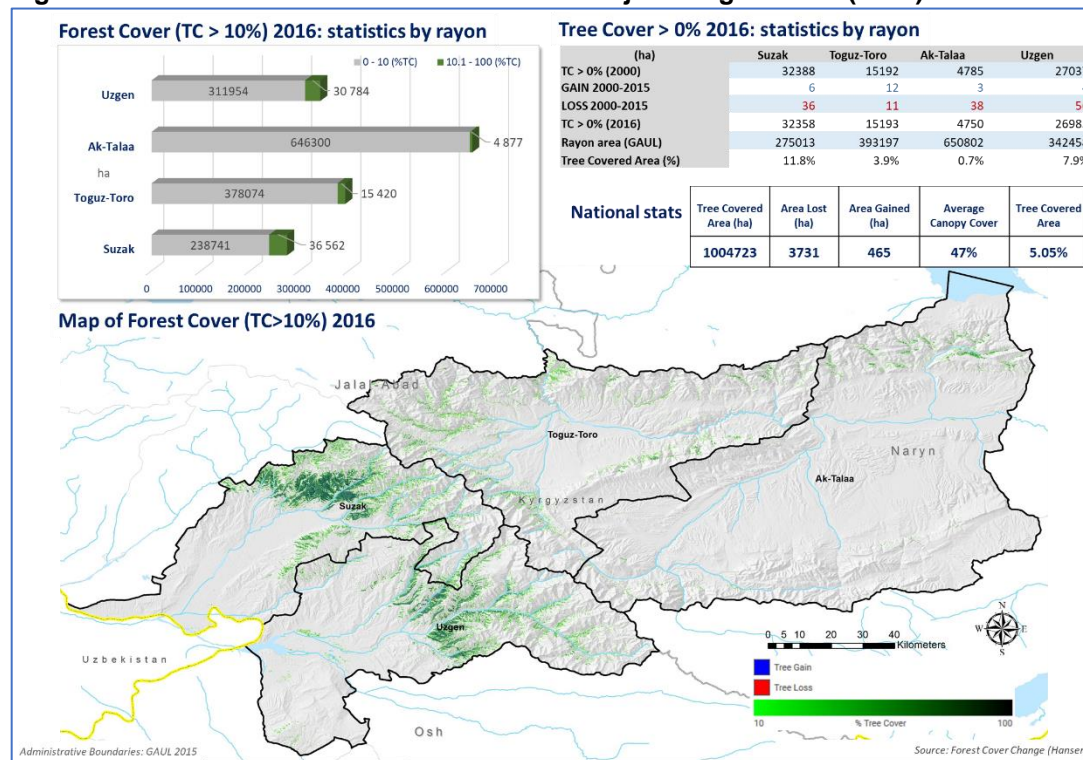 Forest Cover (TC > 10%) 2016: statistics by rayon
0 - 10 (%TC) 10.1 - 100 (%TC)
Uzgen 311954 30 784
Ak-Talaa 646300 4 877
ha
Toguz-Toro 378074 15 420
Suzak 238741 36 562
0 100000 200000 300000 400000 500000 600000 700000
Tree Cover > 0% 2016: statistics by rayon
(ha) Suzak Toguz-Toro Ak-Talaa Uzgen
TC > 0% (2000) 32388 15192 4785
GAIN 2000-2015 6 12 3
LOSS 2000-2015 36 11 38
TC > 0% (2016) 32358 15193 4750
Rayon area (GAUL) 275013 393197 650802
Tree Covered Area (%) 11.8% 3.9% 0.7% 7.9%
National stats
Tree Covered Area (ha) Area Lost (ha) Area Gained (ha) Average Canopy Cover Tree Covered Area
1004723 3731 465 47% 5.05%
Map of Forest Cover (TC>10%) 2016
Jalal-Abad
Toguz-Toro
Naryn
Ak-Talaa
Kyrgyzstan
Suzak
Uzgen
Uzbekistan
Osh
N
W E
S
0 5 10 20 30 40
Kilometers
Tree Gain
Tree Loss
10 % Tree Cover 100
Administrative Boundaries: GAUL 2015
Source: Forest Cover Change (Hansen